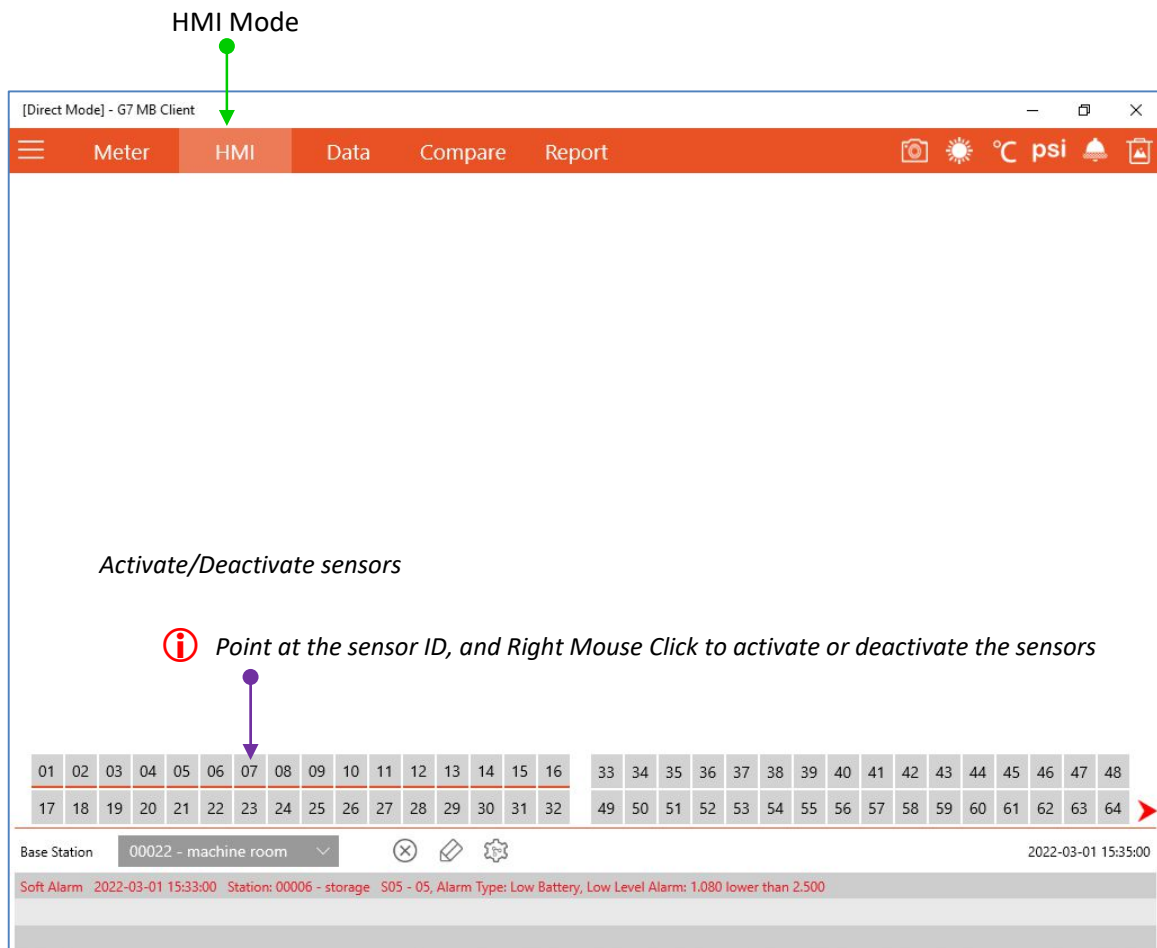 HMI Mode
[Direct Mode] - G7 MB Client
Meter HMI Data Compare Report °C psi
Activate/Deactivate sensors
Point at the sensor ID, and Right Mouse Click to activate or deactivate the sensors
01 02 03 04 05 06 07 08 09 10 11 12 13 14 15 16 33 34 35 36 37 38 39 40 41 42 43 44 45 46 47 48
17 18 19 20 21 22 23 24 25 26 27 28 29 30 31 32 49 50 51 52 53 54 55 56 57 58 59 60 61 62 63 64
Base Station 00022 - machine room 2022-03-01 15:35:00
Soft Alarm 2022-03-01 15:33:00 Station: 00006 - storage S05 - 05, Alarm Type: Low Battery, Low Level Alarm: 1.080 lower than 2.500